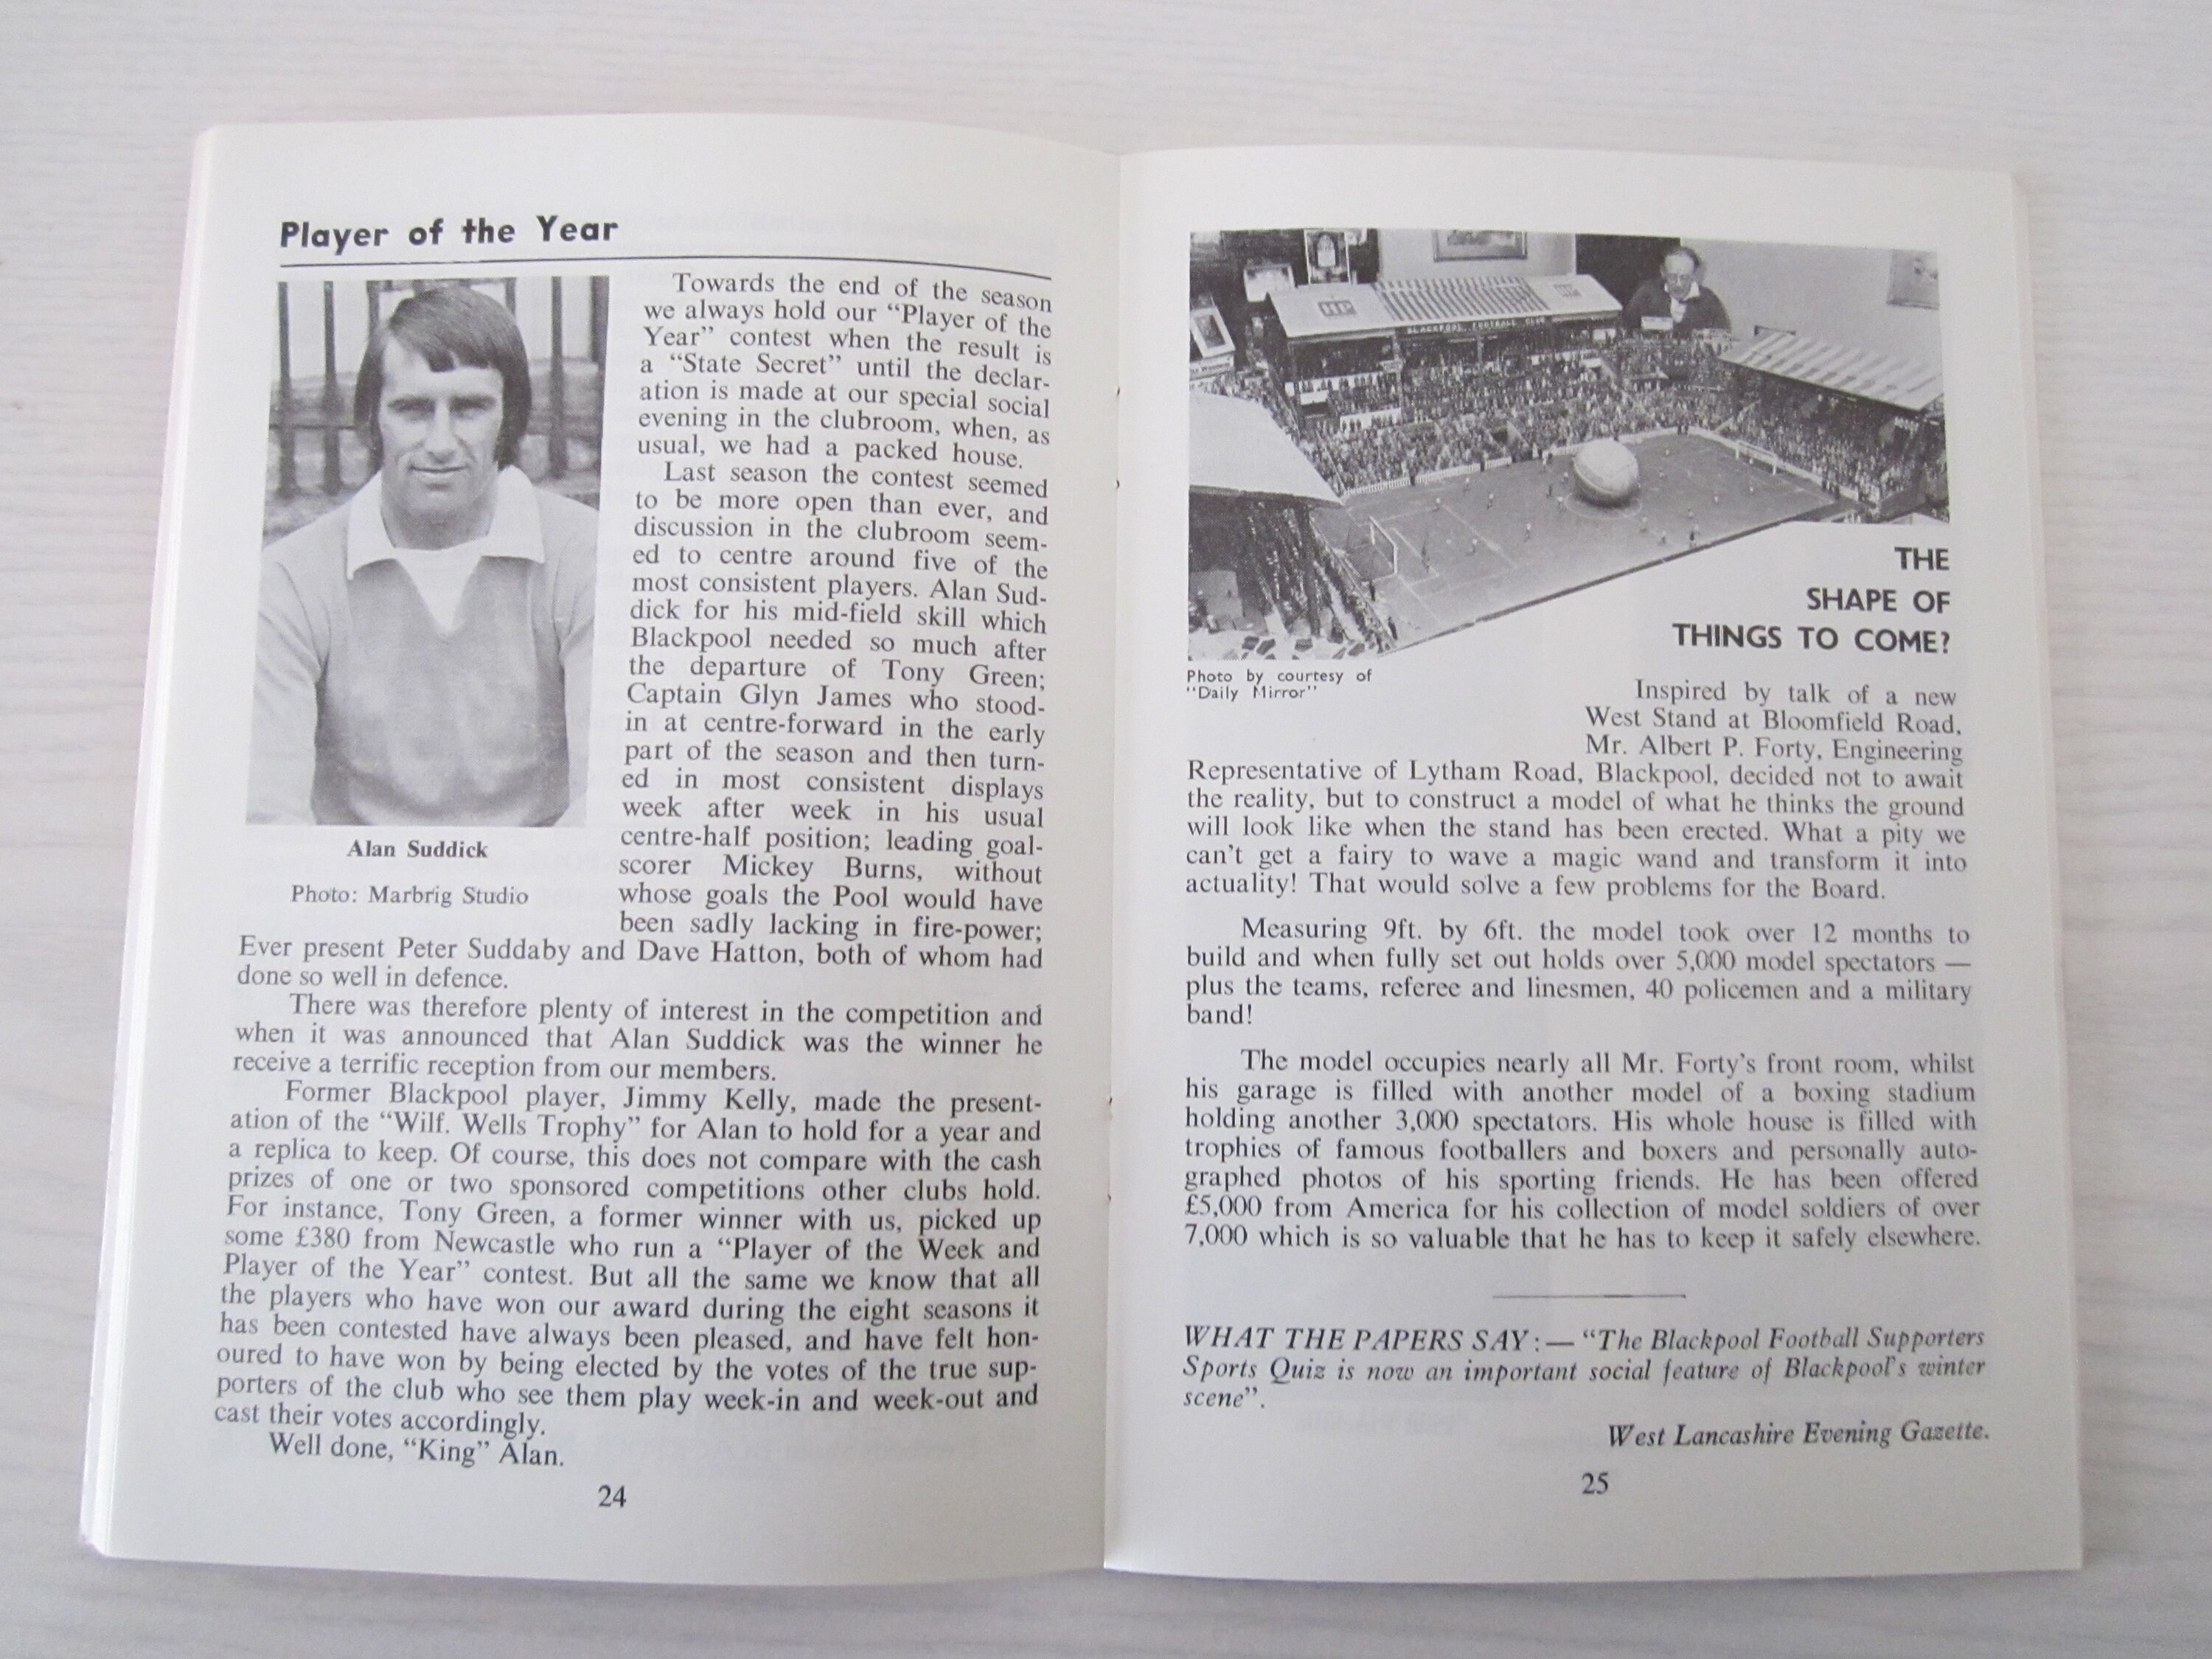 Player of the Year
Towards the end of the season
we always hold our “Player of the
Year” contest when the result is
a “State Secret” until the declar-
ation is made at our special social
evening in the clubroom, when, as
usual, we had a packed house.
Last season the contest seemed
to be more open than ever, and
discussion in the clubroom seem-
ed to centre around five of the
most consistent players. Alan Sud-
dick for his mid-field skill which
Blackpool needed so much after
the departure of Tony Green;
Captain Glyn James who stood-
in at centre-forward in the early
part of the season and then turn-
ed in most consistent displays
week after week in his usual
centre-half position; leading goal-
scorer Mickey Burns, without
whose goals the Pool would have
been sadly lacking in fire-power;
Alan Suddick
Photo: Marbrig Studio
Ever present Peter Suddaby and Dave Hatton, both of whom had
done so well in defence.
There was therefore plenty of interest in the competition and
when it was announced that Alan Suddick was the winner he
receive a terrific reception from our members.
Former Blackpool player, Jimmy Kelly, made the present-
ation of the “Wilf. Wells Trophy” for Alan to hold for a year and
a replica to keep. Of course, this does not compare with the cash
prizes of one or two sponsored competitions other clubs hold.
For instance, Tony Green, a former winner with us, picked up
some £380 from Newcastle who run a “Player of the Week and
Player of the Year” contest. But all the same we know that all
the players who have won our award during the eight seasons it
has been contested have always been pleased, and have felt hon-
oured to have won by being elected by the votes of the true sup-
porters of the club who see them play week-in and week-out and
cast their votes accordingly.
Well done, “King” Alan.
24
BLACKPOOL FOOTBALL CLUB
THE
SHAPE OF
THINGS TO COME?
Photo by courtesy of
“Daily Mirror”
Inspired by talk of a new
West Stand at Bloomfield Road,
Mr. Albert P. Forty, Engineering
Representative of Lytham Road, Blackpool, decided not to await
the reality, but to construct a model of what he thinks the ground
will look like when the stand has been erected. What a pity we
can’t get a fairy to wave a magic wand and transform it into
actuality! That would solve a few problems for the Board.
Measuring 9ft. by 6ft. the model took over 12 months to
build and when fully set out holds over 5,000 model spectators —
plus the teams, referee and linesmen, 40 policemen and a military
band!
The model occupies nearly all Mr. Forty’s front room, whilst
his garage is filled with another model of a boxing stadium
holding another 3,000 spectators. His whole house is filled with
trophies of famous footballers and boxers and personally auto-
graphed photos of his sporting friends. He has been offered
£5,000 from America for his collection of model soldiers of over
7,000 which is so valuable that he has to keep it safely elsewhere.
WHAT THE PAPERS SAY : — “The Blackpool Football Supporters
Sports Quiz is now an important social feature of Blackpool’s winter
scene”.
West Lancashire Evening Gazette.
25